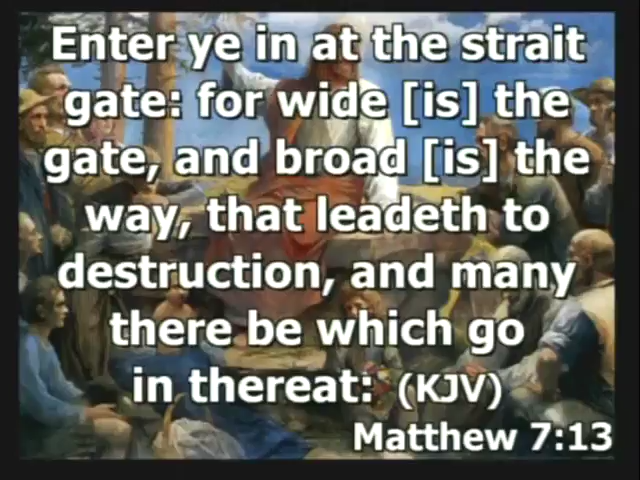 Enter ye in at the strait
gate: for wide [is] the
gate, and broad [is] the
way, that leadeth to
destruction, and many
there be which go
in thereat: (KJV)
Matthew 7:13